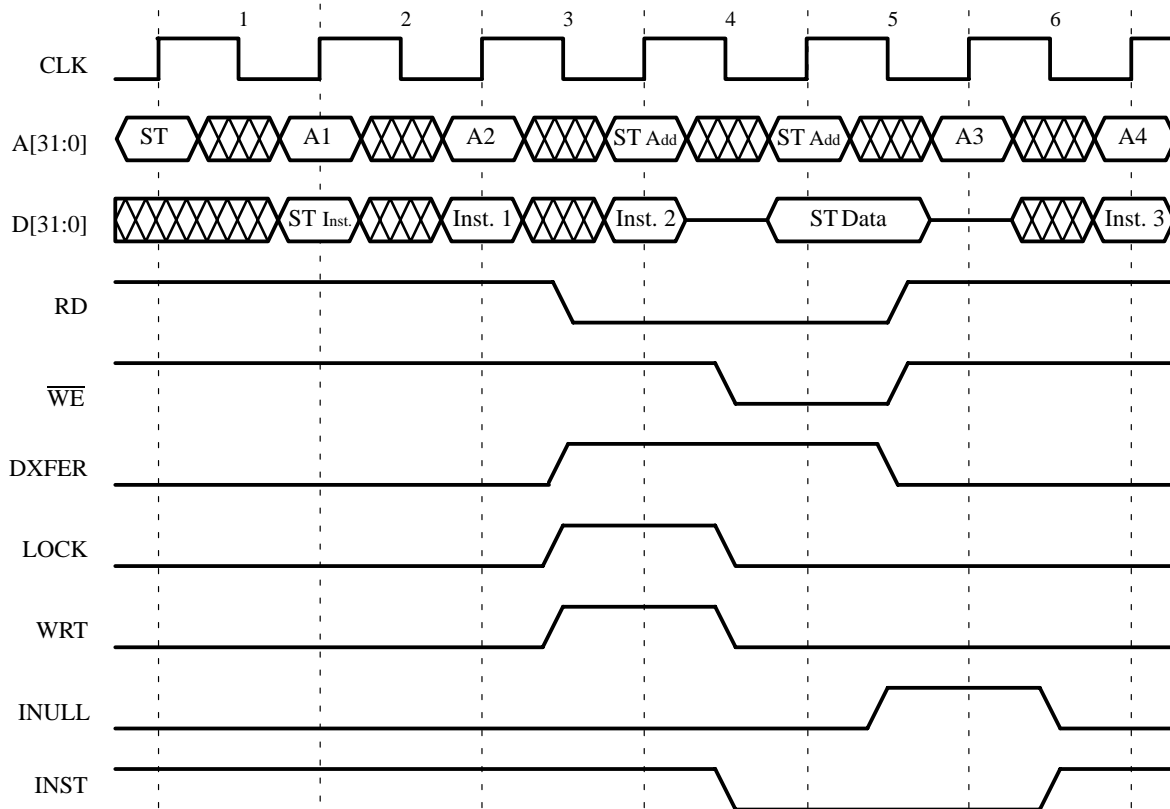 1 2 3 4 5 6
CLK
A[31:0] ST A1 A2 ST Add ST Add A3 A4
D[31:0] ST Inst. Inst. 1 Inst. 2 ST Data Inst. 3
RD
W̅E̅
DXFER
LOCK
WRT
INULL
INST